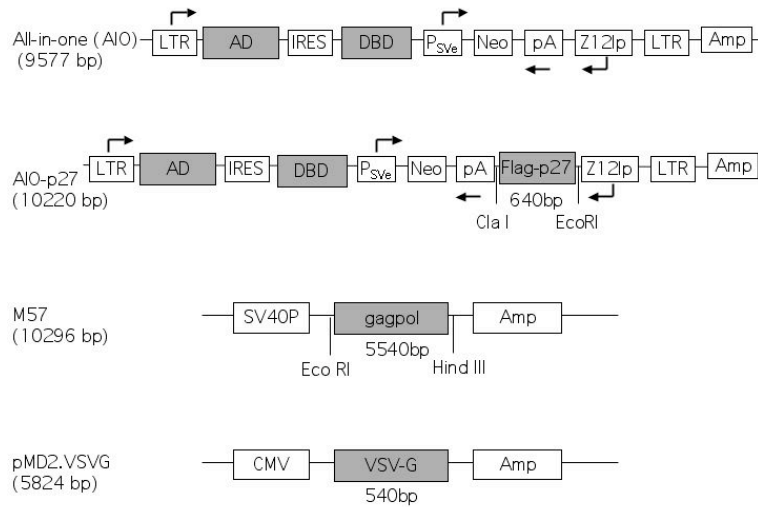 All-in-one (AIO)
(9577 bp)
LTR AD IRES DBD PSVe Neo pA Z12Ip LTR Amp
AIO-p27
(10220 bp)
LTR AD IRES DBD PSVe Neo pA Flag-p27 Z12Ip LTR Amp
640bp
Cla I EcoRI
M57
(10296 bp)
SV40P gagpol Amp
5540bp
Eco RI Hind III
pMD2.VSVG
(5824 bp)
CMV VSV-G Amp
540bp